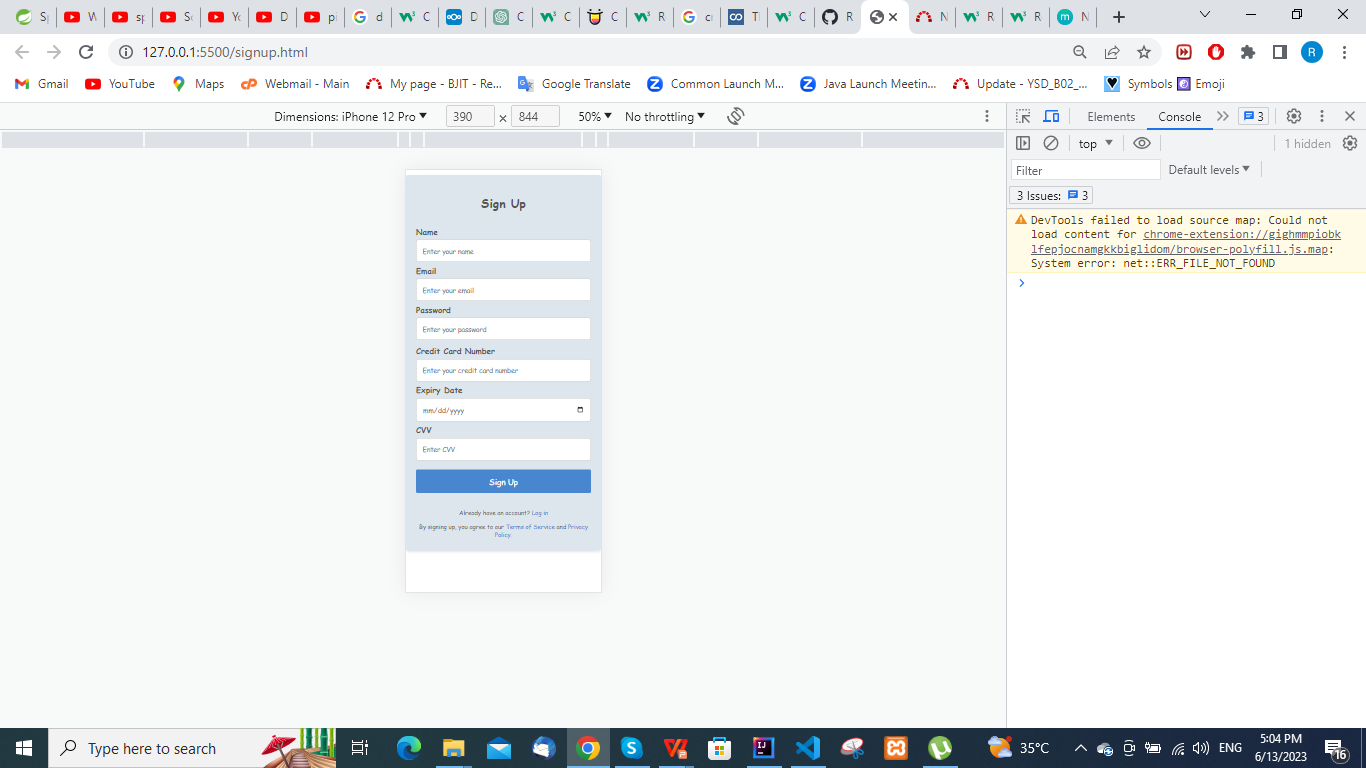 Sp
W
sp
Sc
Yo
D
pi
d
C
D
C
C
C
R
cr
Tl
C
R
N
R
R
N
127.0.0.1:5500/signup.html
R
Gmail
YouTube
Maps
Webmail - Main
My page - BJIT - Re...
Google Translate
Common Launch M...
Java Launch Meetin...
Update - YSD_B02_...
Symbols
Emoji
Dimensions: iPhone 12 Pro
390 × 844
50%
No throttling
Elements
Console
3
top
1 hidden
Filter
Default levels
3 Issues: 3
DevTools failed to load source map: Could not
load content for chrome-extension://gighmmpiobk
lfepjocnamgkkbiglidom/browser-polyfill.js.map:
System error: net::ERR_FILE_NOT_FOUND
Sign Up
Name
Enter your name
Email
Enter your email
Password
Enter your password
Credit Card Number
Enter your credit card number
Expiry Date
mm/dd/yyyy
CVV
Enter CVV
Sign Up
Already have an account? Log in
By signing up, you agree to our Terms of Service and Privacy
Policy.
Type here to search
35°C
ENG
5:04 PM
6/13/2023
16